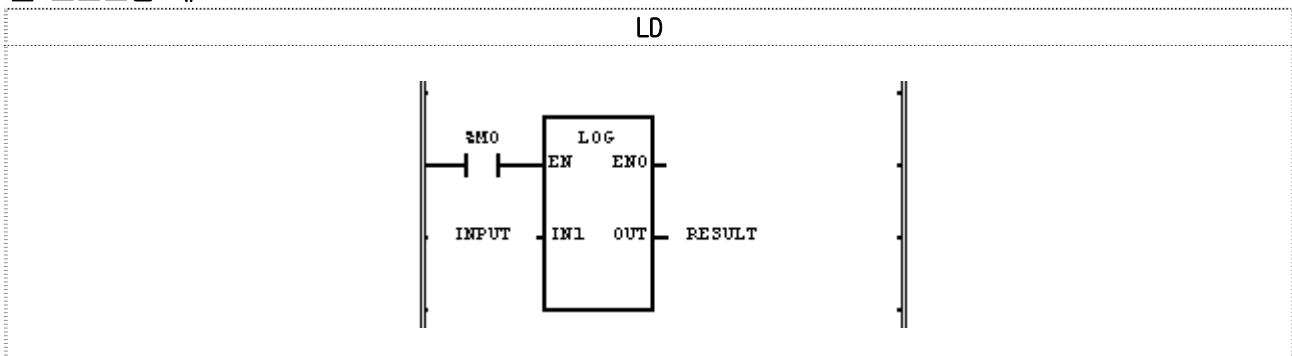 LD
%M0
LOG
EN ENO
INPUT IN1 OUT RESULT